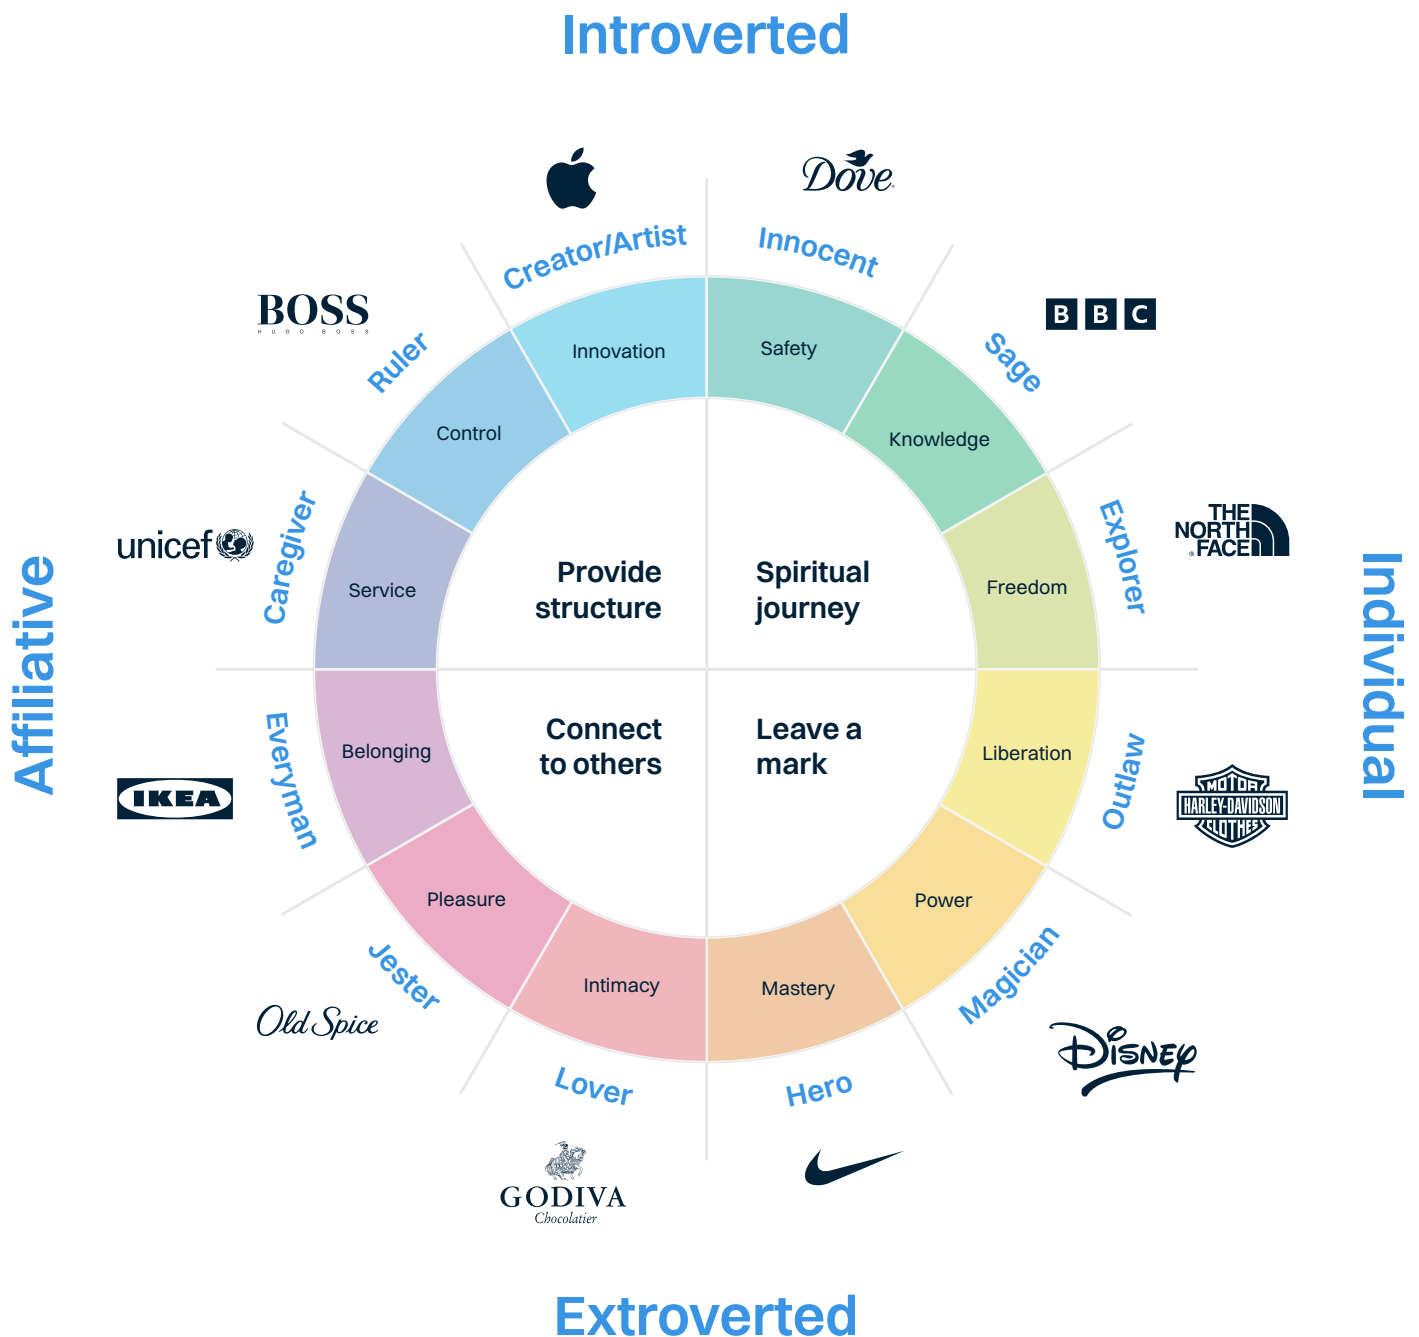 Introverted
Dove
Creator/Artist
Innocent
BOSS
HUGO BOSS
BBC
Ruler
Sage
Innovation
Safety
Control
Knowledge
Caregiver
Explorer
THE
NORTH
FACE
unicef
Service
Freedom
Provide
structure
Spiritual
journey
Affiliative
Individual
Everyman
Belonging
Connect
to others
Leave a
mark
Liberation
Outlaw
IKEA
MOTOR
HARLEY-DAVIDSON
CLOTHES
Pleasure
Power
Jester
Magician
Intimacy
Mastery
Old Spice
Disney
Lover
Hero
GODIVA
Chocolatier
Extroverted